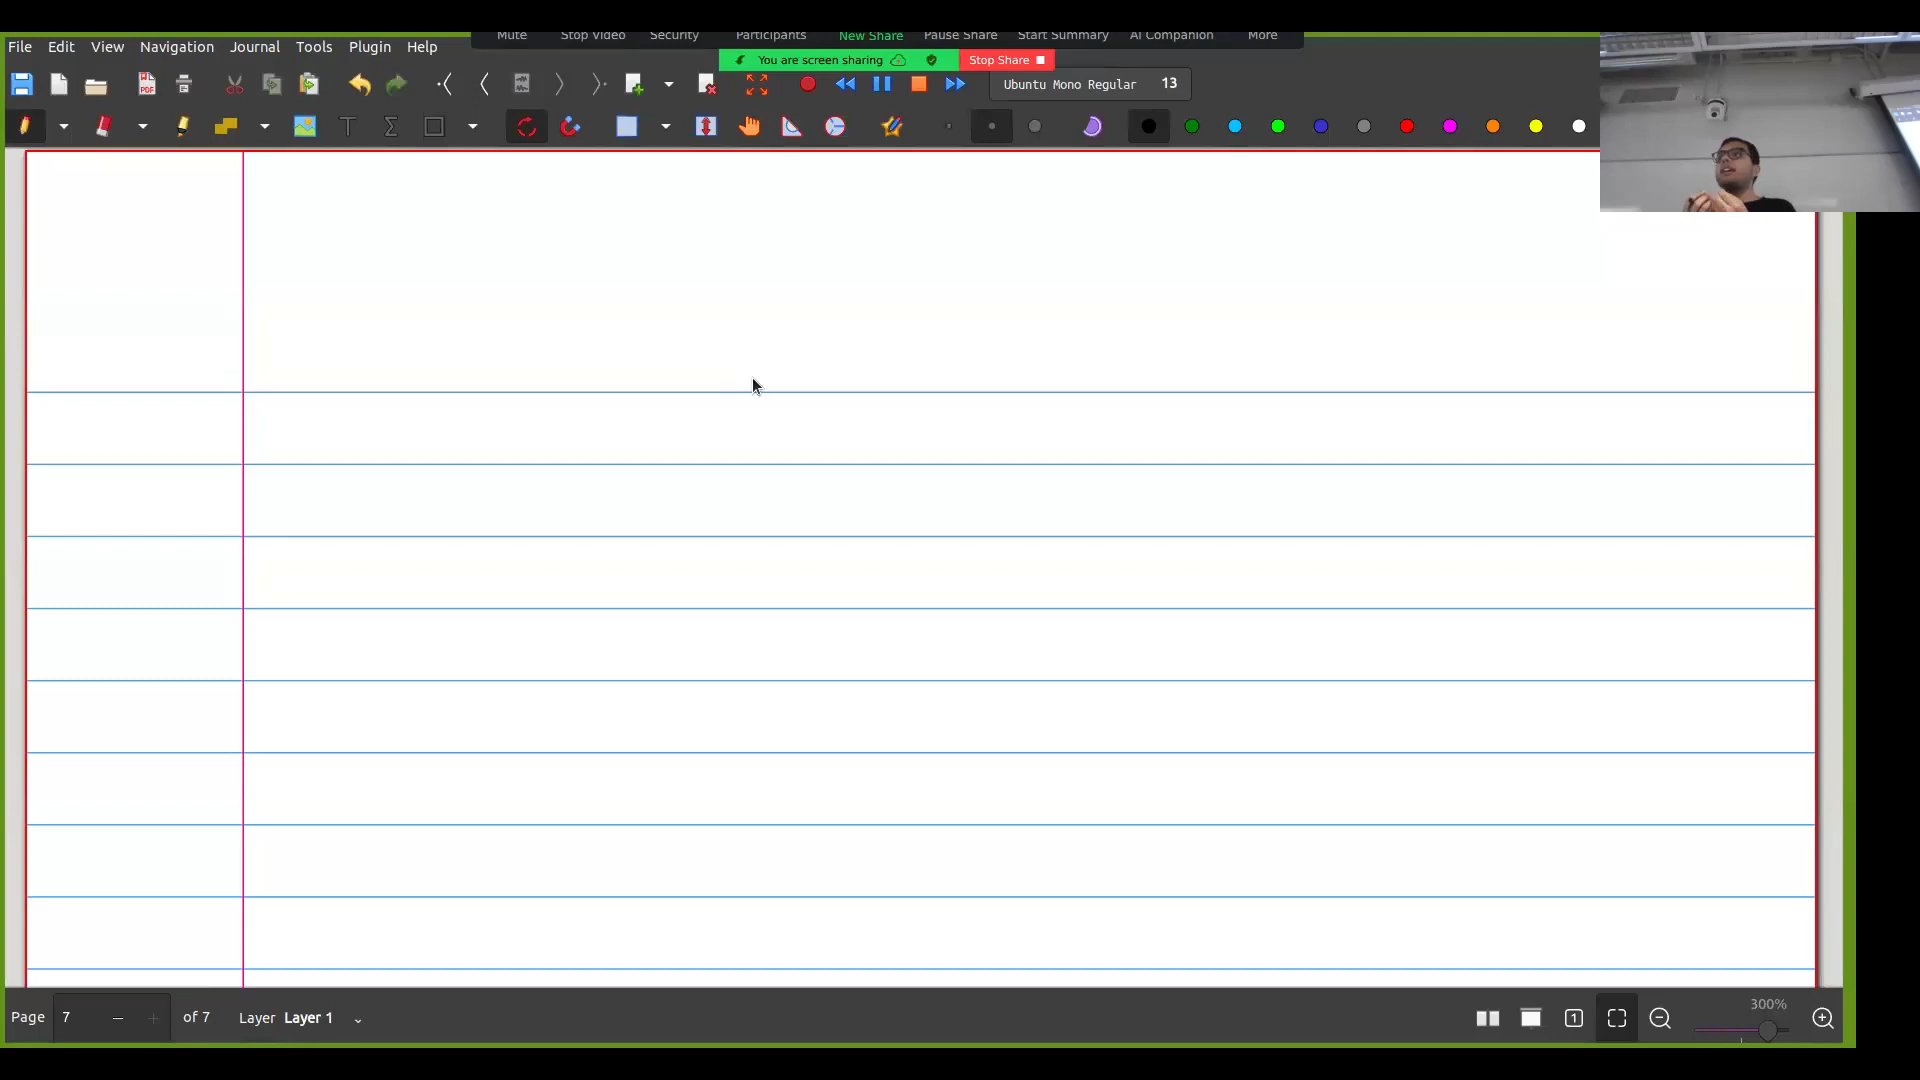 Mute Stop Video Security Participants New Share Pause Share Start Summary AI Companion More
File Edit View Navigation Journal Tools Plugin Help
You are screen sharing Stop Share
PDF Ubuntu Mono Regular 13
T Σ
Page 7 of 7 Layer Layer 1 1 300%